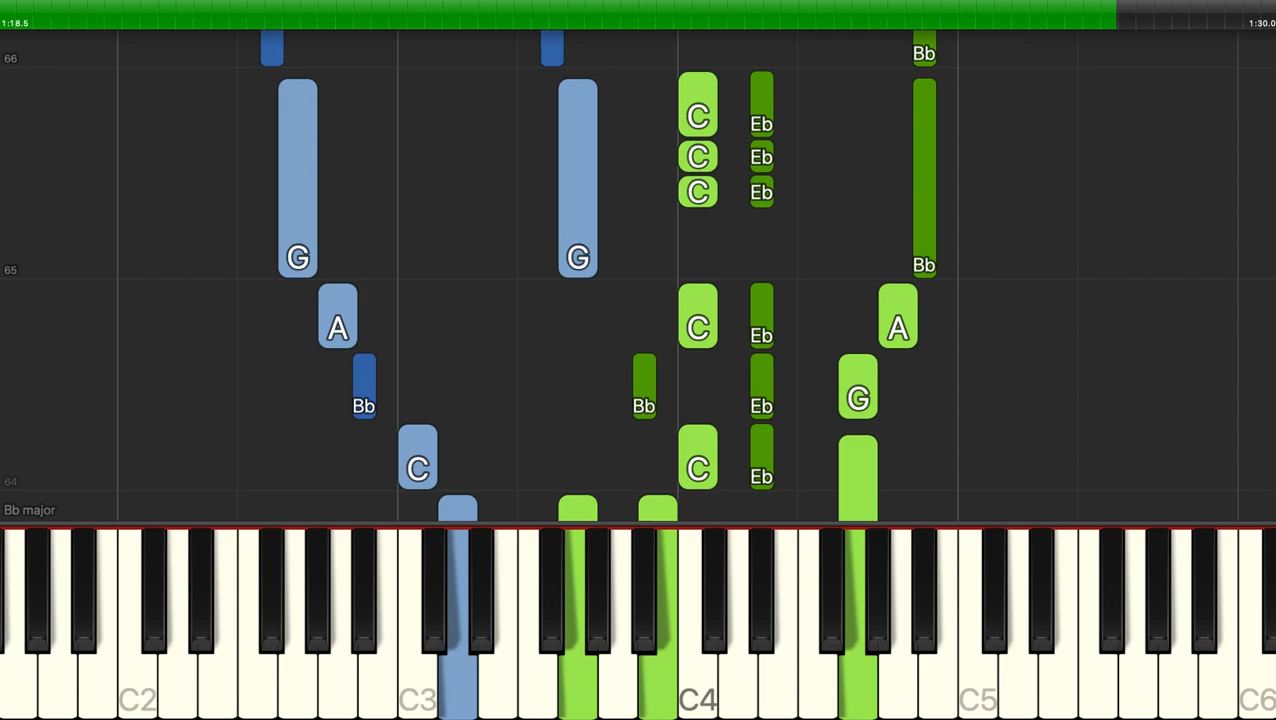 1:18.5 1:30.0
66 Bb
C Eb
C Eb
C Eb
G G Bb
65
A C Eb A
Bb Bb Eb G
C C Eb
64
Bb major
C2 C3 C4 C5 C6